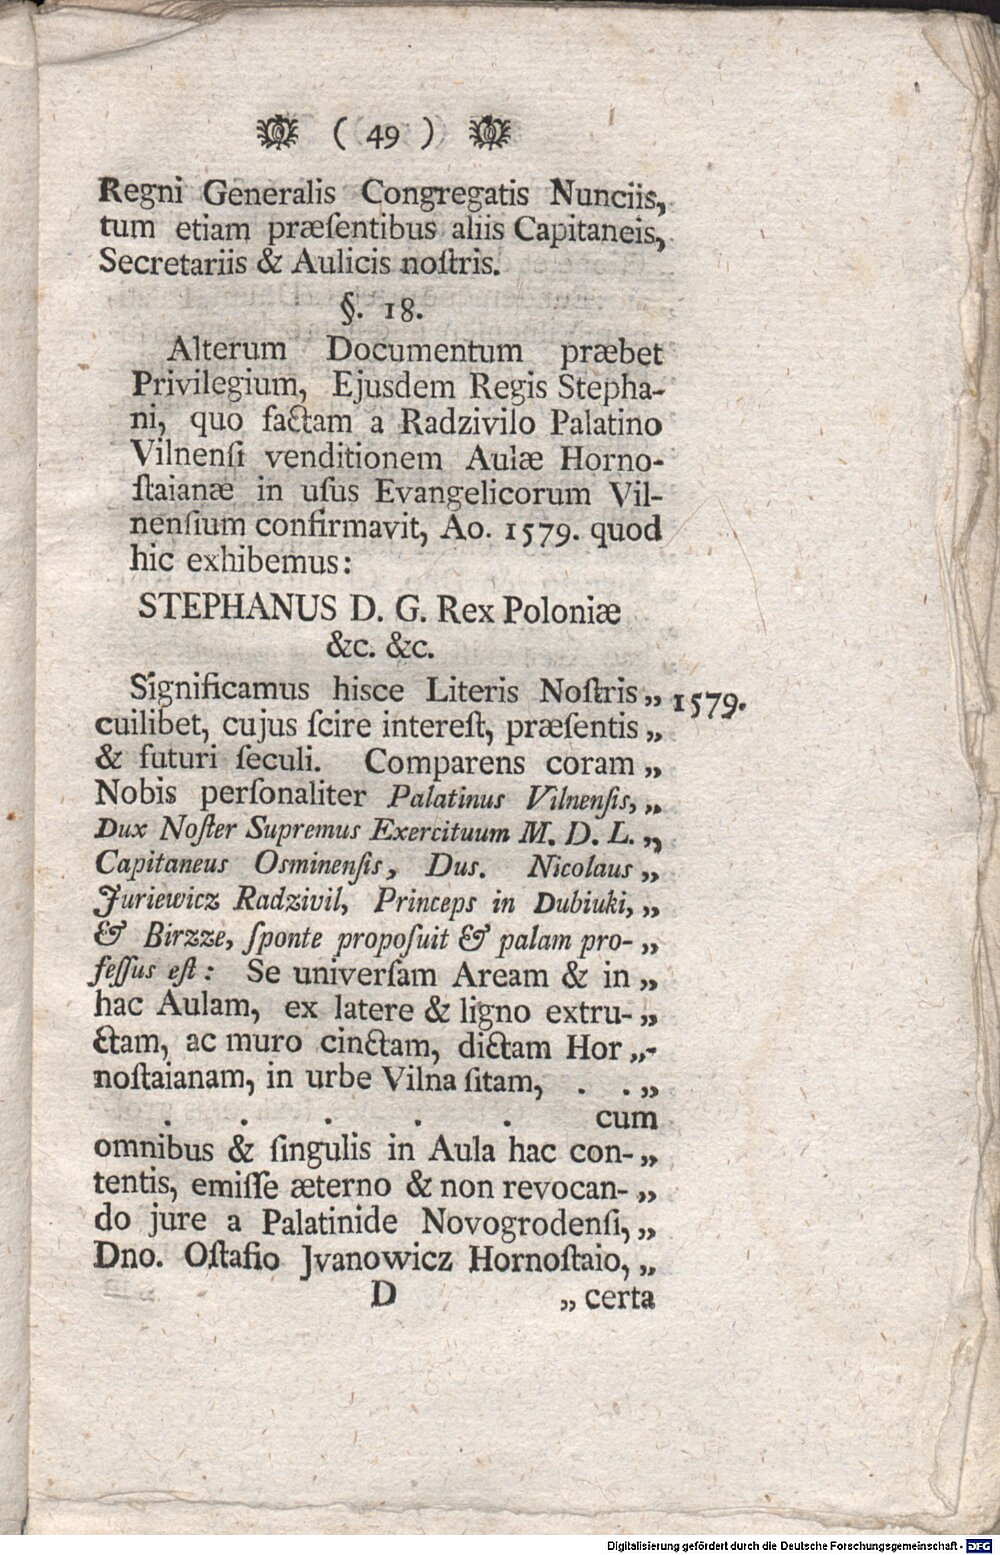 ( 49 )
Regni Generalis Congregatis Nunciis,
tum etiam præſentibus aliis Capitaneis,
Secretariis & Aulicis noſtris.
§. 18.
Alterum Documentum præbet
Privilegium, Ejusdem Regis Stepha-
ni, quo factam a Radzivilo Palatino
Vilnenſi venditionem Aulæ Horno-
ſtaianæ in uſus Evangelicorum Vil-
nenſium confirmavit, Ao. 1579. quod
hic exhibemus:
STEPHANUS D. G. Rex Poloniæ
&c. &c.
Significamus hisce Literis Noſtris „ 1579.
cuilibet, cujus ſcire intereſt, præſentis „
& futuri ſeculi. Comparens coram „
Nobis perſonaliter Palatinus Vilnenſis, „
Dux Noſter Supremus Exercituum M. D. L. „
Capitaneus Osminenſis, Dus. Nicolaus „
Juriewicz Radzivil, Princeps in Dubiuki, „
& Birzze, ſponte propoſuit & palam pro- „
feſſus eſt: Se univerſam Aream & in „
hac Aulam, ex latere & ligno extru- „
ctam, ac muro cinctam, dictam Hor „-
noſtaianam, in urbe Vilna ſitam, . . „
. . . . . cum
omnibus & ſingulis in Aula hac con- „
tentis, emiſſe æterno & non revocan- „
do jure a Palatinide Novogrodenſi, „
Dno. Oſtafio Jvanowicz Hornoſtaio, „
D „ certa
Digitalisierung gefördert durch die Deutsche Forschungsgemeinschaft - DFG